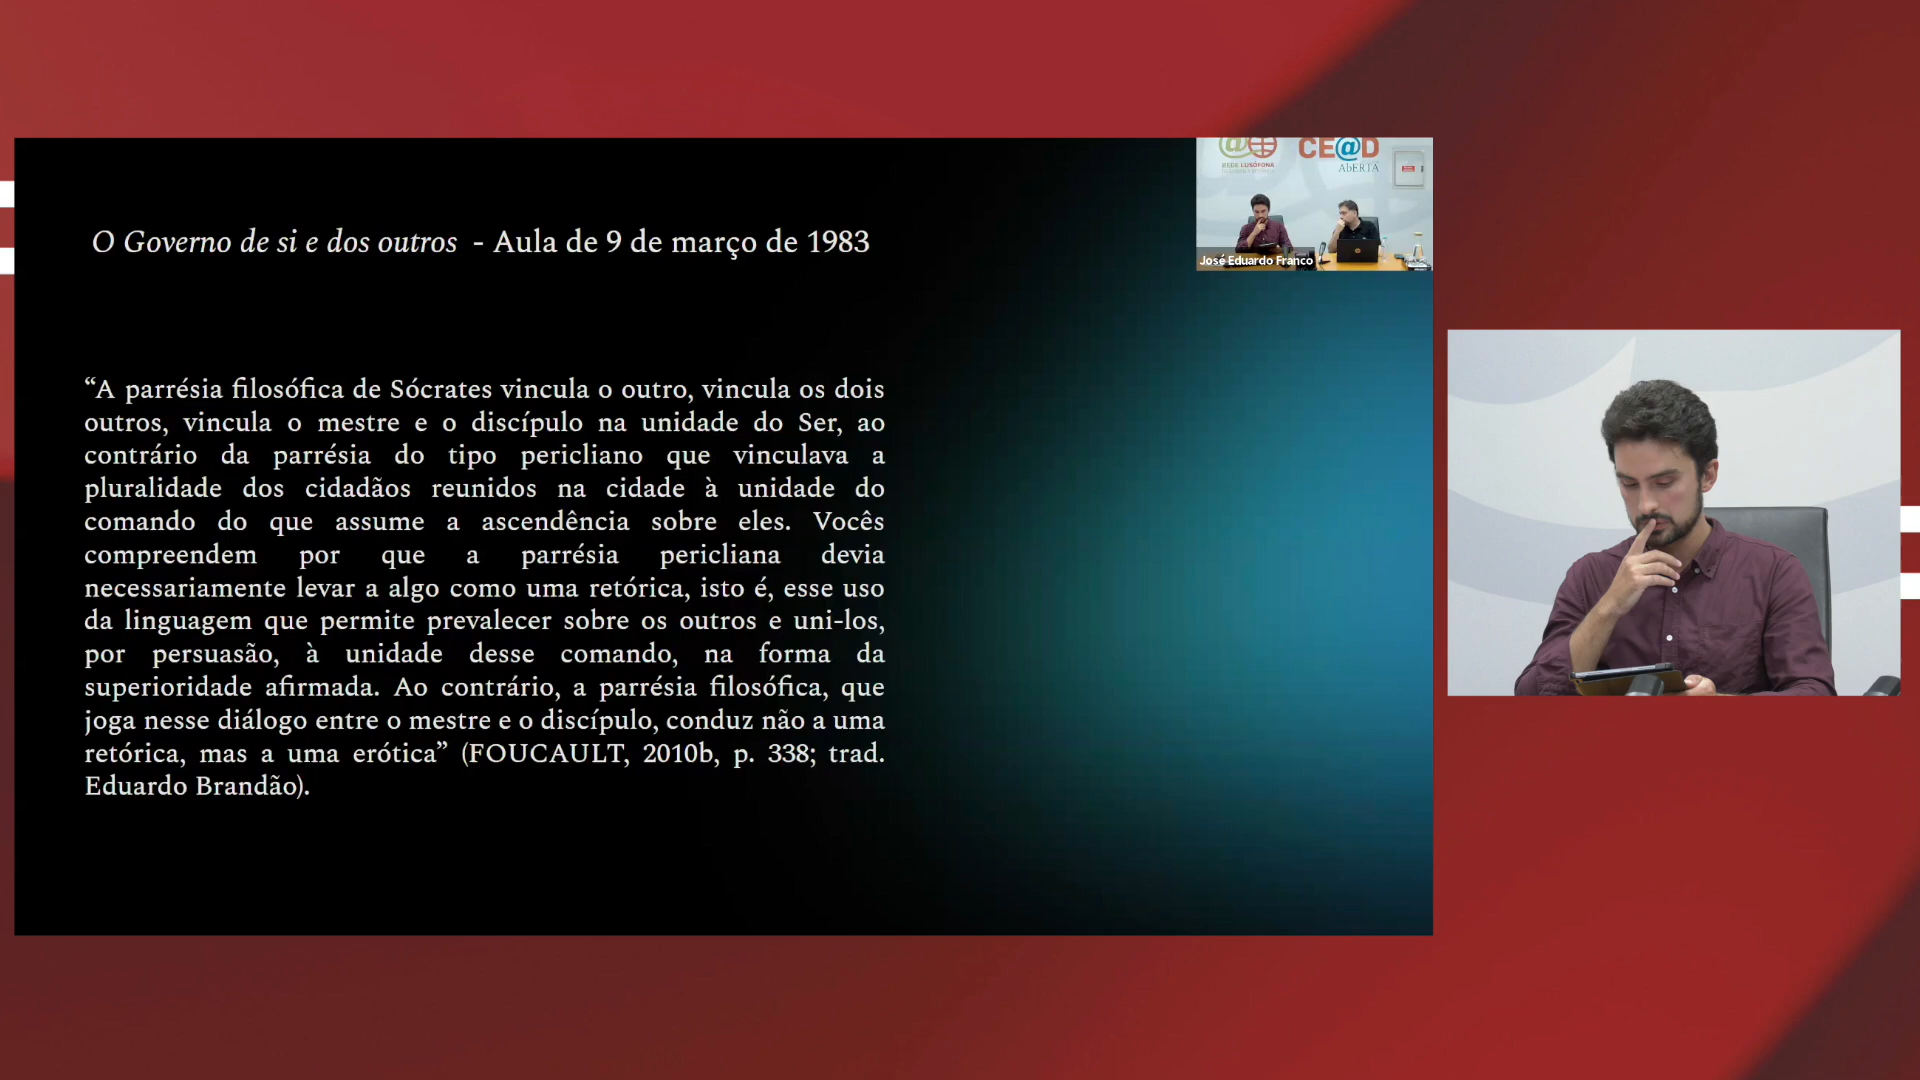 O Governo de si e dos outros - Aula de 9 de março de 1983
“A parrésia filosófica de Sócrates vincula o outro, vincula os dois
outros, vincula o mestre e o discípulo na unidade do Ser, ao
contrário da parrésia do tipo pericliano que vinculava a
pluralidade dos cidadãos reunidos na cidade à unidade do
comando do que assume a ascendência sobre eles. Vocês
compreendem por que a parrésia pericliana devia
necessariamente levar a algo como uma retórica, isto é, esse uso
da linguagem que permite prevalecer sobre os outros e uni-los,
por persuasão, à unidade desse comando, na forma da
superioridade afirmada. Ao contrário, a parrésia filosófica, que
joga nesse diálogo entre o mestre e o discípulo, conduz não a uma
retórica, mas a uma erótica” (FOUCAULT, 2010b, p. 338; trad.
Eduardo Brandão).
REDE LUSÓFONA
CE@D
AbERTA
José Eduardo Franco